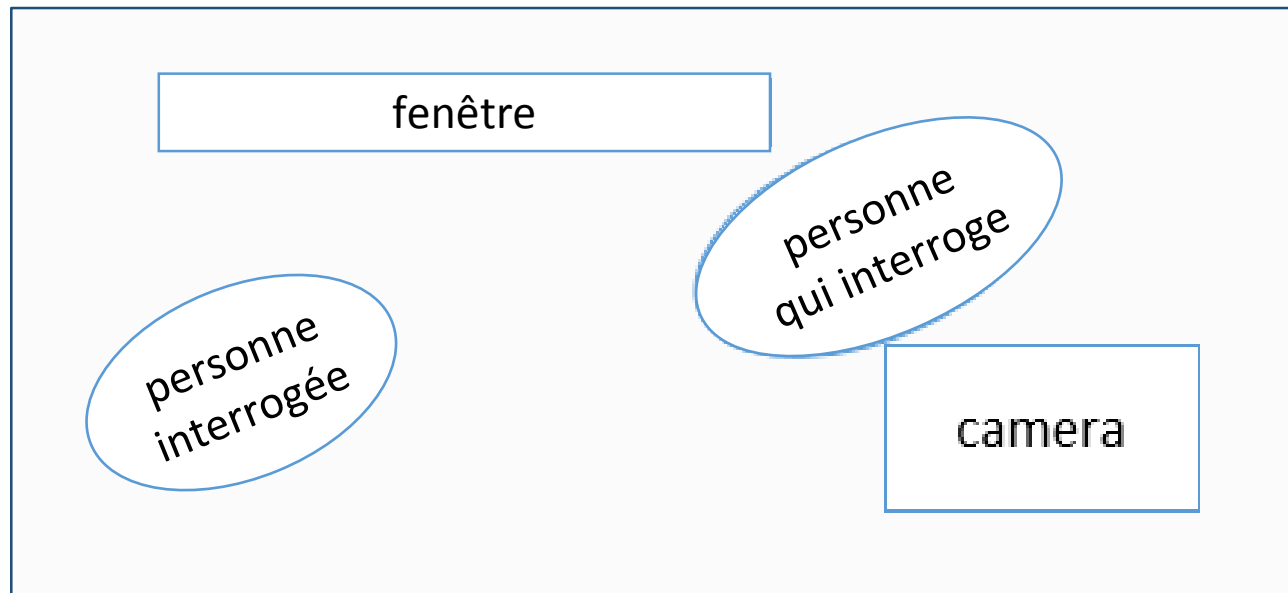 fenêtre
personne
qui interroge
personne
interrogée
camera